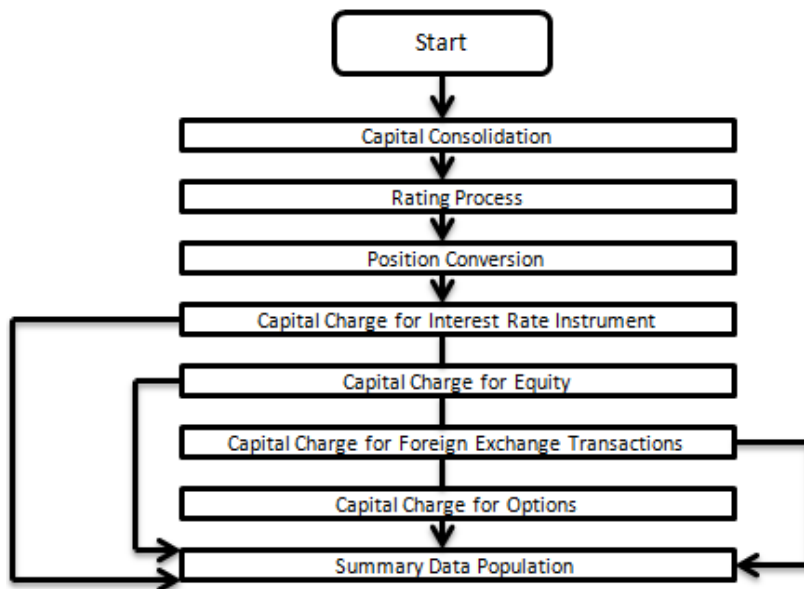 Start
Capital Consolidation
Rating Process
Position Conversion
Capital Charge for Interest Rate Instrument
Capital Charge for Equity
Capital Charge for Foreign Exchange Transactions
Capital Charge for Options
Summary Data Population